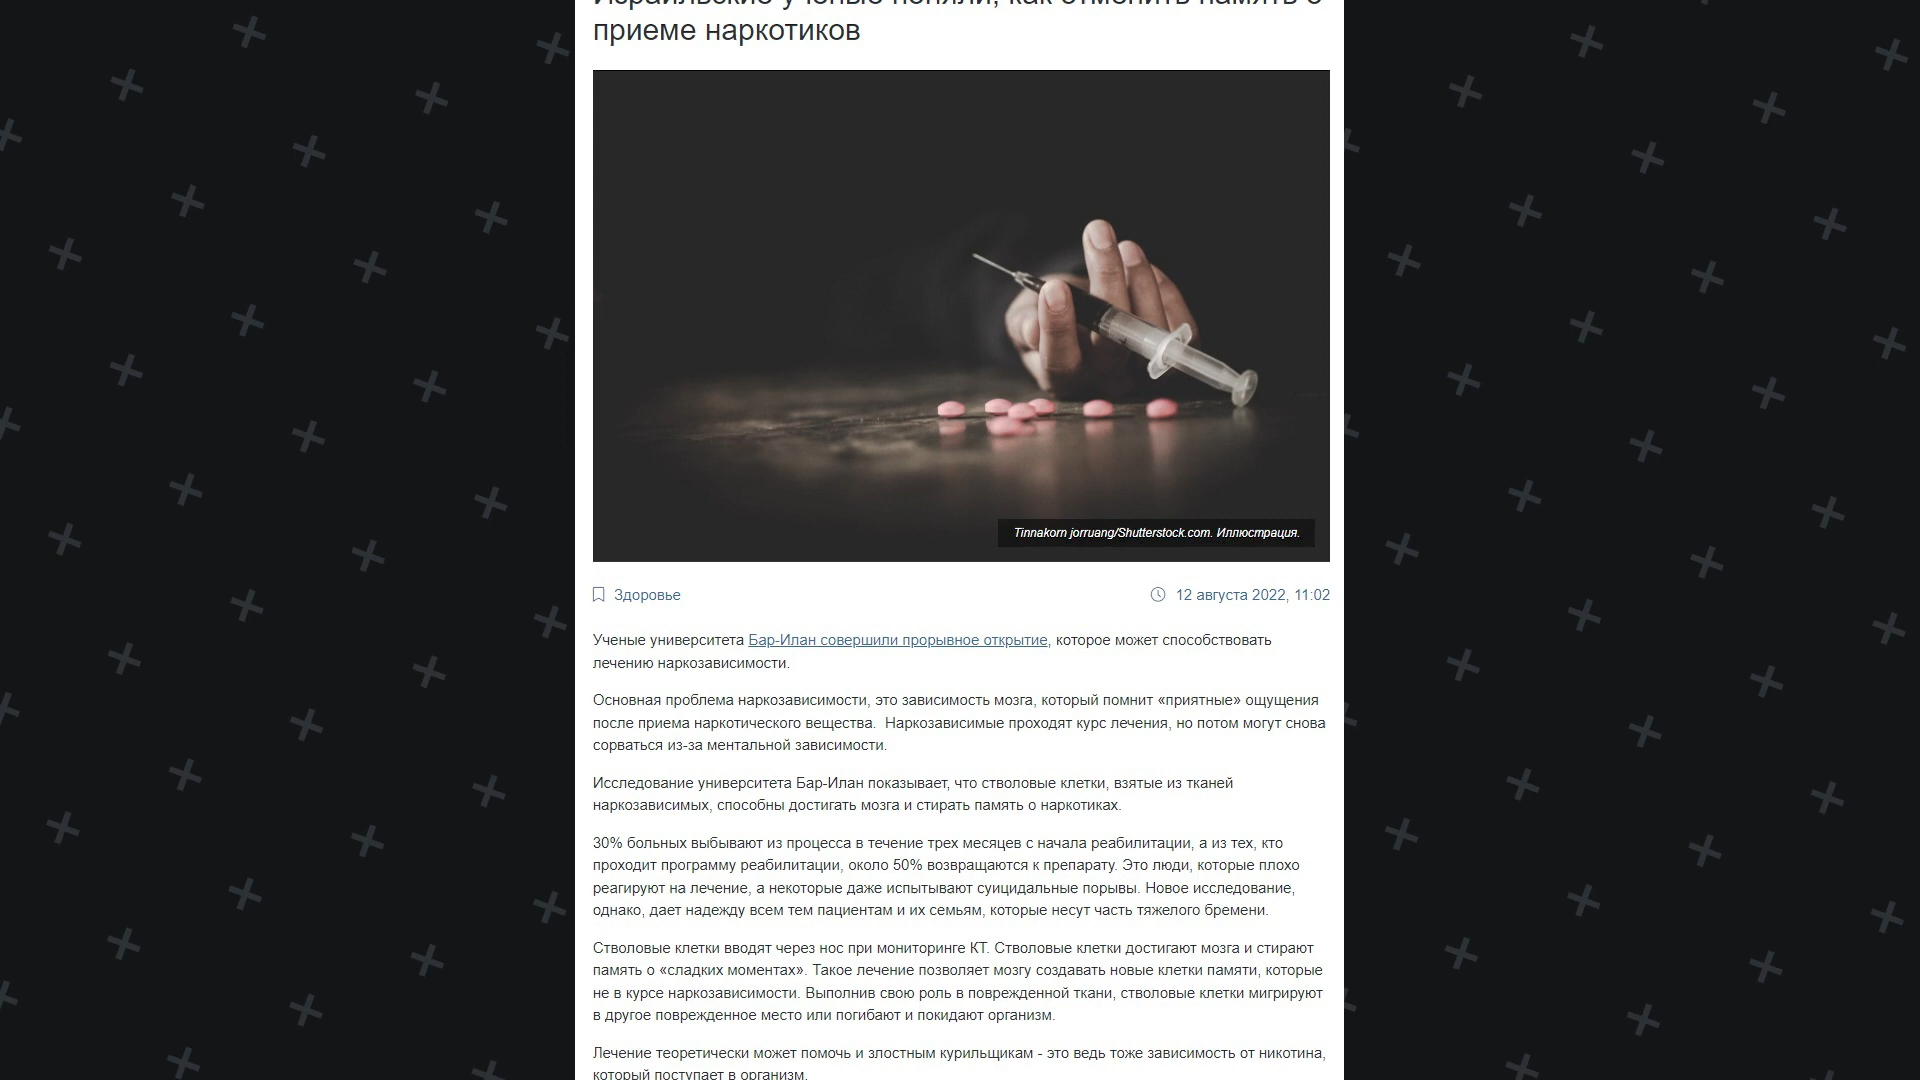 Израильские ученые поняли, как отменить память о
приеме наркотиков
Tinnakorn jorruang/Shutterstock.com. Иллюстрация.
Здоровье
12 августа 2022, 11:02
Ученые университета Бар-Илан совершили прорывное открытие, которое может способствовать
лечению наркозависимости.
Основная проблема наркозависимости, это зависимость мозга, который помнит «приятные» ощущения
после приема наркотического вещества. Наркозависимые проходят курс лечения, но потом могут снова
сорваться из-за ментальной зависимости.
Исследование университета Бар-Илан показывает, что стволовые клетки, взятые из тканей
наркозависимых, способны достигать мозга и стирать память о наркотиках.
30% больных выбывают из процесса в течение трех месяцев с начала реабилитации, а из тех, кто
проходит программу реабилитации, около 50% возвращаются к препарату. Это люди, которые плохо
реагируют на лечение, а некоторые даже испытывают суицидальные порывы. Новое исследование,
однако, дает надежду всем тем пациентам и их семьям, которые несут часть тяжелого бремени.
Стволовые клетки вводят через нос при мониторинге КТ. Стволовые клетки достигают мозга и стирают
память о «сладких моментах». Такое лечение позволяет мозгу создавать новые клетки памяти, которые
не в курсе наркозависимости. Выполнив свою роль в поврежденной ткани, стволовые клетки мигрируют
в другое поврежденное место или погибают и покидают организм.
Лечение теоретически может помочь и злостным курильщикам - это ведь тоже зависимость от никотина,
который поступает в организм.